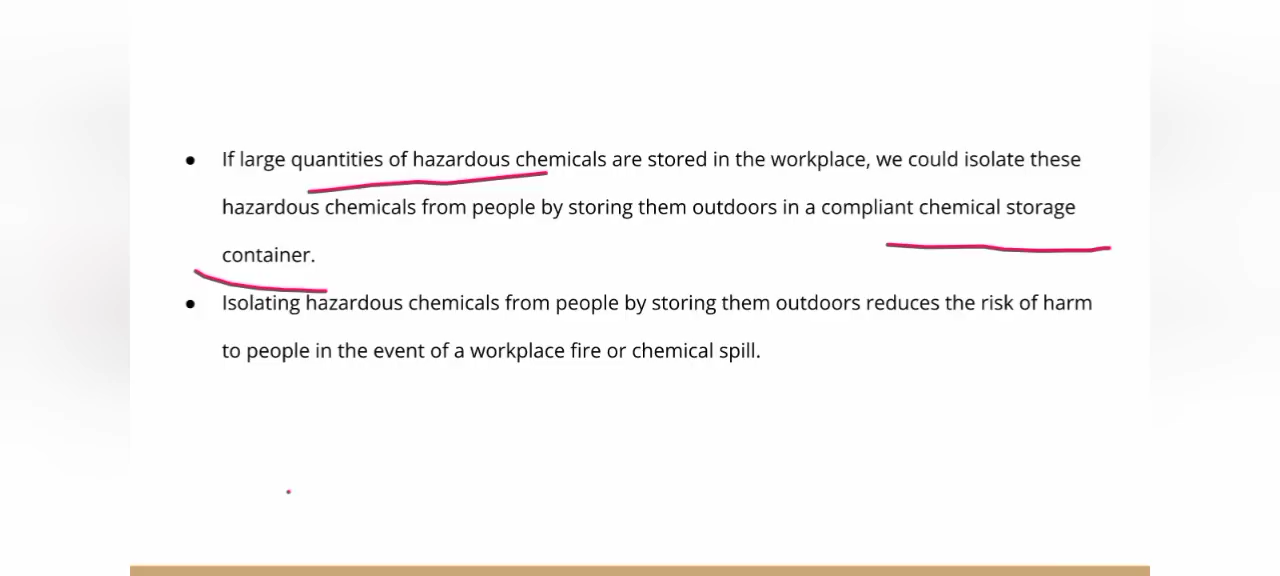 ● If large quantities of hazardous chemicals are stored in the workplace, we could isolate these
hazardous chemicals from people by storing them outdoors in a compliant chemical storage
container.
● Isolating hazardous chemicals from people by storing them outdoors reduces the risk of harm
to people in the event of a workplace fire or chemical spill.